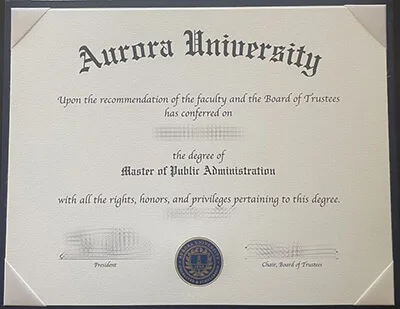 Aurora University
Upon the recommendation of the faculty and the Board of Trustees
has conferred on
the degree of
Master of Public Administration
with all the rights, honors, and privileges pertaining to this degree.
President
Chair, Board of Trustees
AURORA UNIVERSITY